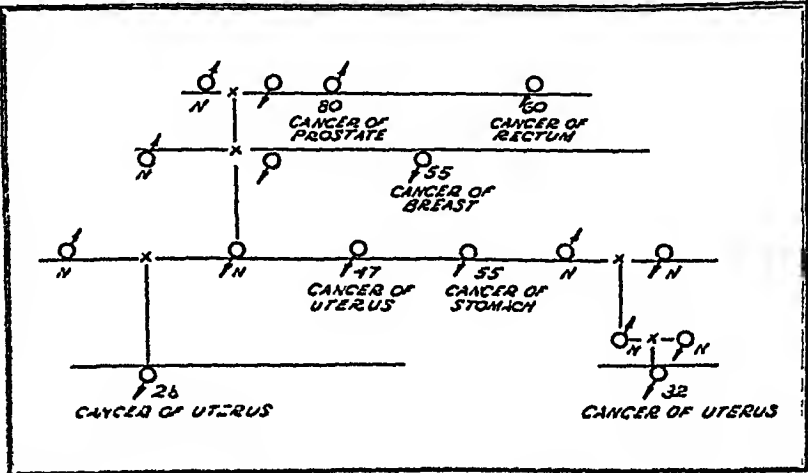 N
80 60
CANCER OF PROSTATE
CANCER OF RECTUM
N
55
CANCER OF BREAST
N N 47 55 N N
CANCER OF UTERUS
CANCER OF STOMACH
N N
28 32
CANCER OF UTERUS CANCER OF UTERUS